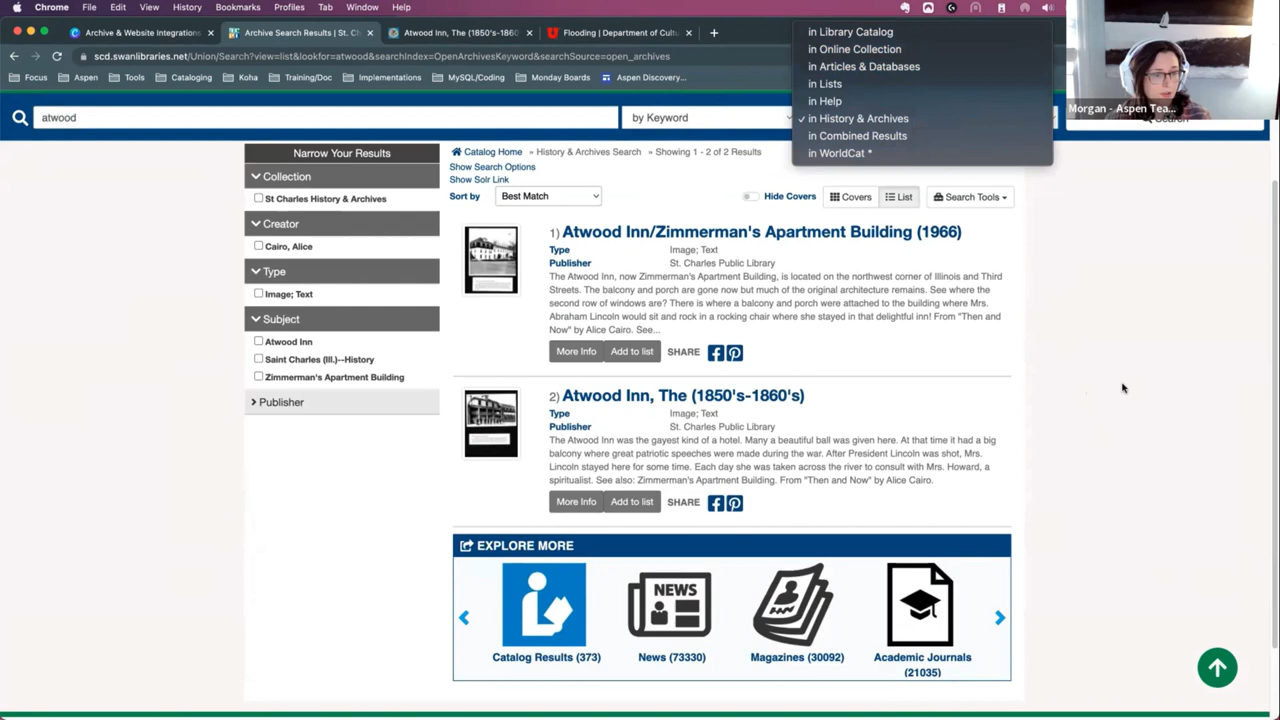 Chrome File Edit View History Bookmarks Profiles Tab Window Help
Archive & Website Integrations
Archive Search Results | St. Ch
Atwood Inn, The (1850's-1860
Flooding | Department of Cultu
scd.swanlibraries.net/Union/Search?view=list&lookfor=atwood&searchIndex=OpenArchivesKeyword&searchSource=open_archives
Focus Aspen Tools Cataloging Koha Training/Doc Implements MySQL/Coding Monday Boards Aspen Discovery...
atwood
by Keyword
in Library Catalog
in Online Collection
in Articles & Databases
in Lists
in Help
✓ in History & Archives
in Combined Results
in WorldCat *
Morgan - Aspen Tea...
Narrow Your Results
Collection
St Charles History & Archives
Creator
Cairo, Alice
Type
Image; Text
Subject
Atwood Inn
Saint Charles (Ill.)--History
Zimmerman's Apartment Building
Publisher
Catalog Home » History & Archives Search » Showing 1 - 2 of 2 Results
Show Search Options
Show Solr Link
Sort by Best Match Hide Covers Covers List Search Tools
1) Atwood Inn/Zimmerman's Apartment Building (1966)
Type Image; Text
Publisher St. Charles Public Library
The Atwood Inn, now Zimmerman's Apartment Building, is located on the northwest corner of Illinois and Third
Streets. The balcony and porch are gone now but much of the original architecture remains. See where the
second row of windows are? There is where a balcony and porch were attached to the building where Mrs.
Abraham Lincoln would sit and rock in a rocking chair where she stayed in that delightful inn! From "Then and
Now" by Alice Cairo. See...
More Info Add to list SHARE
2) Atwood Inn, The (1850's-1860's)
Type Image; Text
Publisher St. Charles Public Library
The Atwood Inn was the gayest kind of a hotel. Many a beautiful ball was given here. At that time it had a big
balcony where great patriotic speeches were made during the war. After President Lincoln was shot, Mrs.
Lincoln stayed here for some time. Each day she was taken across the river to consult with Mrs. Howard, a
spiritualist. See also: Zimmerman's Apartment Building. From "Then and Now" by Alice Cairo.
More Info Add to list SHARE
EXPLORE MORE
NEWS
Catalog Results (373) News (73330) Magazines (30092) Academic Journals
(21035)